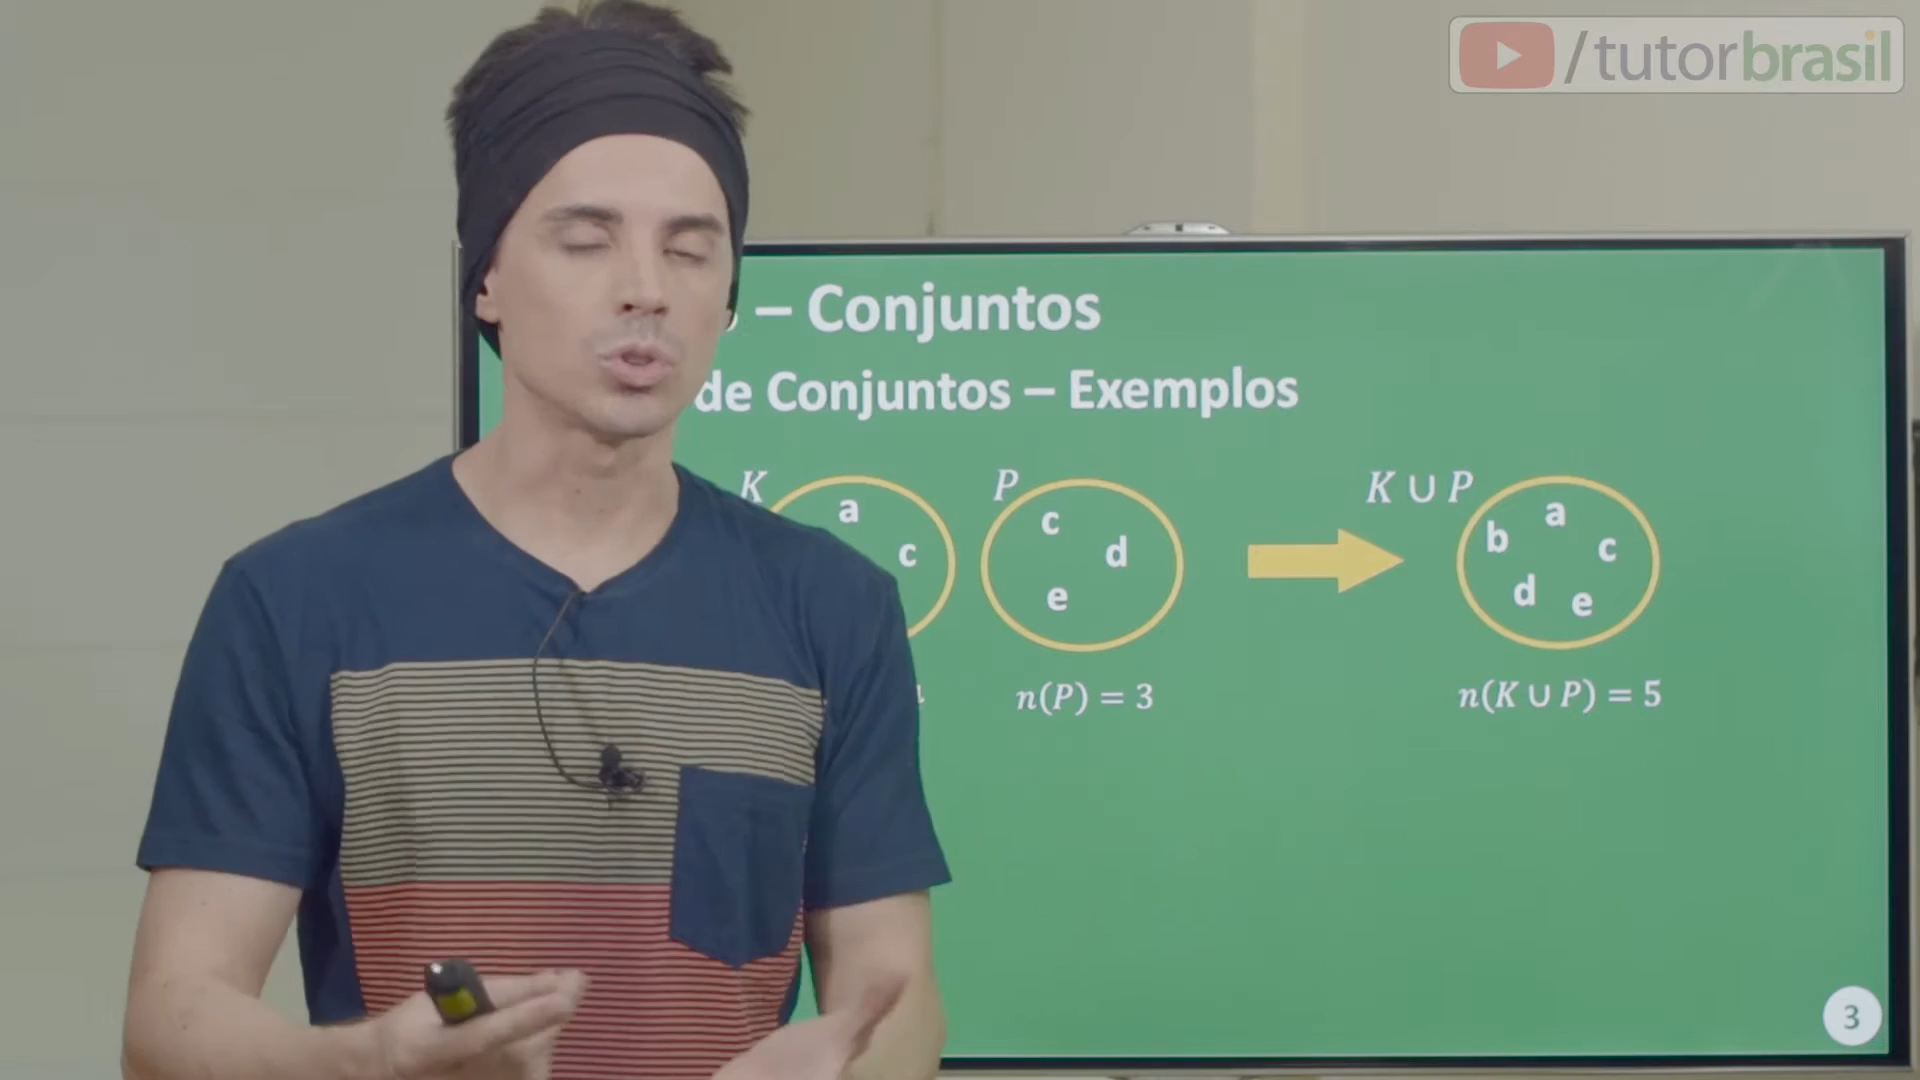 /tutorbrasil
– Conjuntos
de Conjuntos – Exemplos
K
a
c
P
c
d
e
n(P) = 3
K ∪ P
a
b
c
d
e
n(K ∪ P) = 5
3